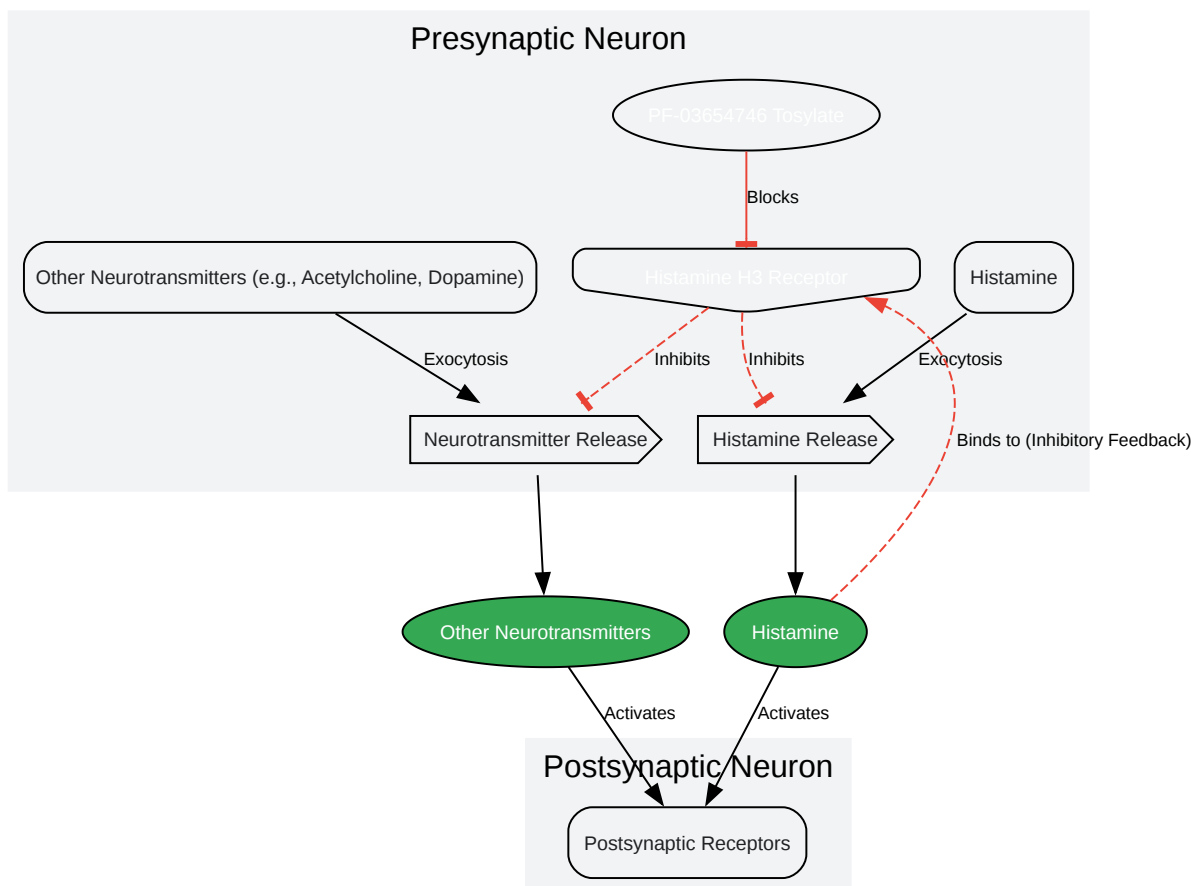 Presynaptic Neuron
PF-03654746 Tosylate
Blocks
Other Neurotransmitters (e.g., Acetylcholine, Dopamine)
Histamine H3 Receptor
Histamine
Exocytosis
Inhibits
Inhibits
Exocytosis
Neurotransmitter Release
Histamine Release
Binds to (Inhibitory Feedback)
Other Neurotransmitters
Histamine
Activates
Activates
Postsynaptic Neuron
Postsynaptic Receptors